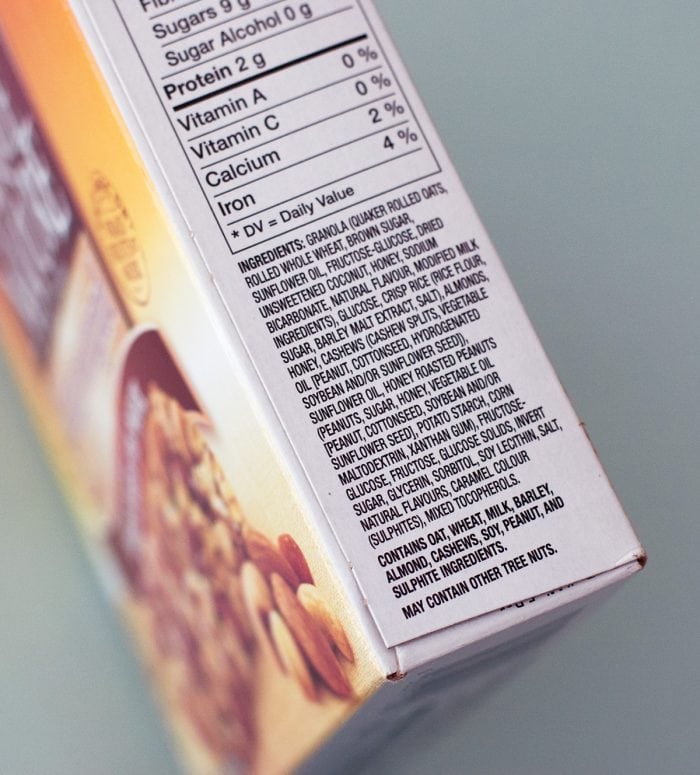 Sugars 9 g
Sugar Alcohol 0 g
Protein 2 g
Vitamin A 0 %
Vitamin C 0 %
Calcium 2 %
Iron 4 %
* DV = Daily Value
INGREDIENTS: GRANOLA (QUAKER ROLLED OATS,
ROLLED WHOLE WHEAT, BROWN SUGAR,
SUNFLOWER OIL, FRUCTOSE-GLUCOSE, DRIED
UNSWEETENED COCONUT, HONEY, SODIUM
BICARBONATE, NATURAL FLAVOUR, MODIFIED MILK
INGREDIENTS), GLUCOSE, CRISP RICE (RICE FLOUR,
SUGAR, BARLEY MALT EXTRACT, SALT), ALMONDS,
HONEY, CASHEWS (CASHEW SPLITS, VEGETABLE
OIL [PEANUT, COTTONSEED, HYDROGENATED
SOYBEAN AND/OR SUNFLOWER SEED]),
SUNFLOWER OIL, HONEY ROASTED PEANUTS
(PEANUTS, SUGAR, HONEY, VEGETABLE OIL
[PEANUT, COTTONSEED, SOYBEAN AND/OR
SUNFLOWER SEED], POTATO STARCH, CORN
MALTODEXTRIN, XANTHAN GUM), FRUCTOSE-
GLUCOSE, FRUCTOSE, GLUCOSE SOLIDS, INVERT
SUGAR, GLYCERIN, SORBITOL, SOY LECITHIN, SALT,
NATURAL FLAVOURS, CARAMEL COLOUR
(SULPHITES), MIXED TOCOPHEROLS.
CONTAINS OAT, WHEAT, MILK, BARLEY,
ALMOND, CASHEWS, SOY, PEANUT, AND
SULPHITE INGREDIENTS.
MAY CONTAIN OTHER TREE NUTS.